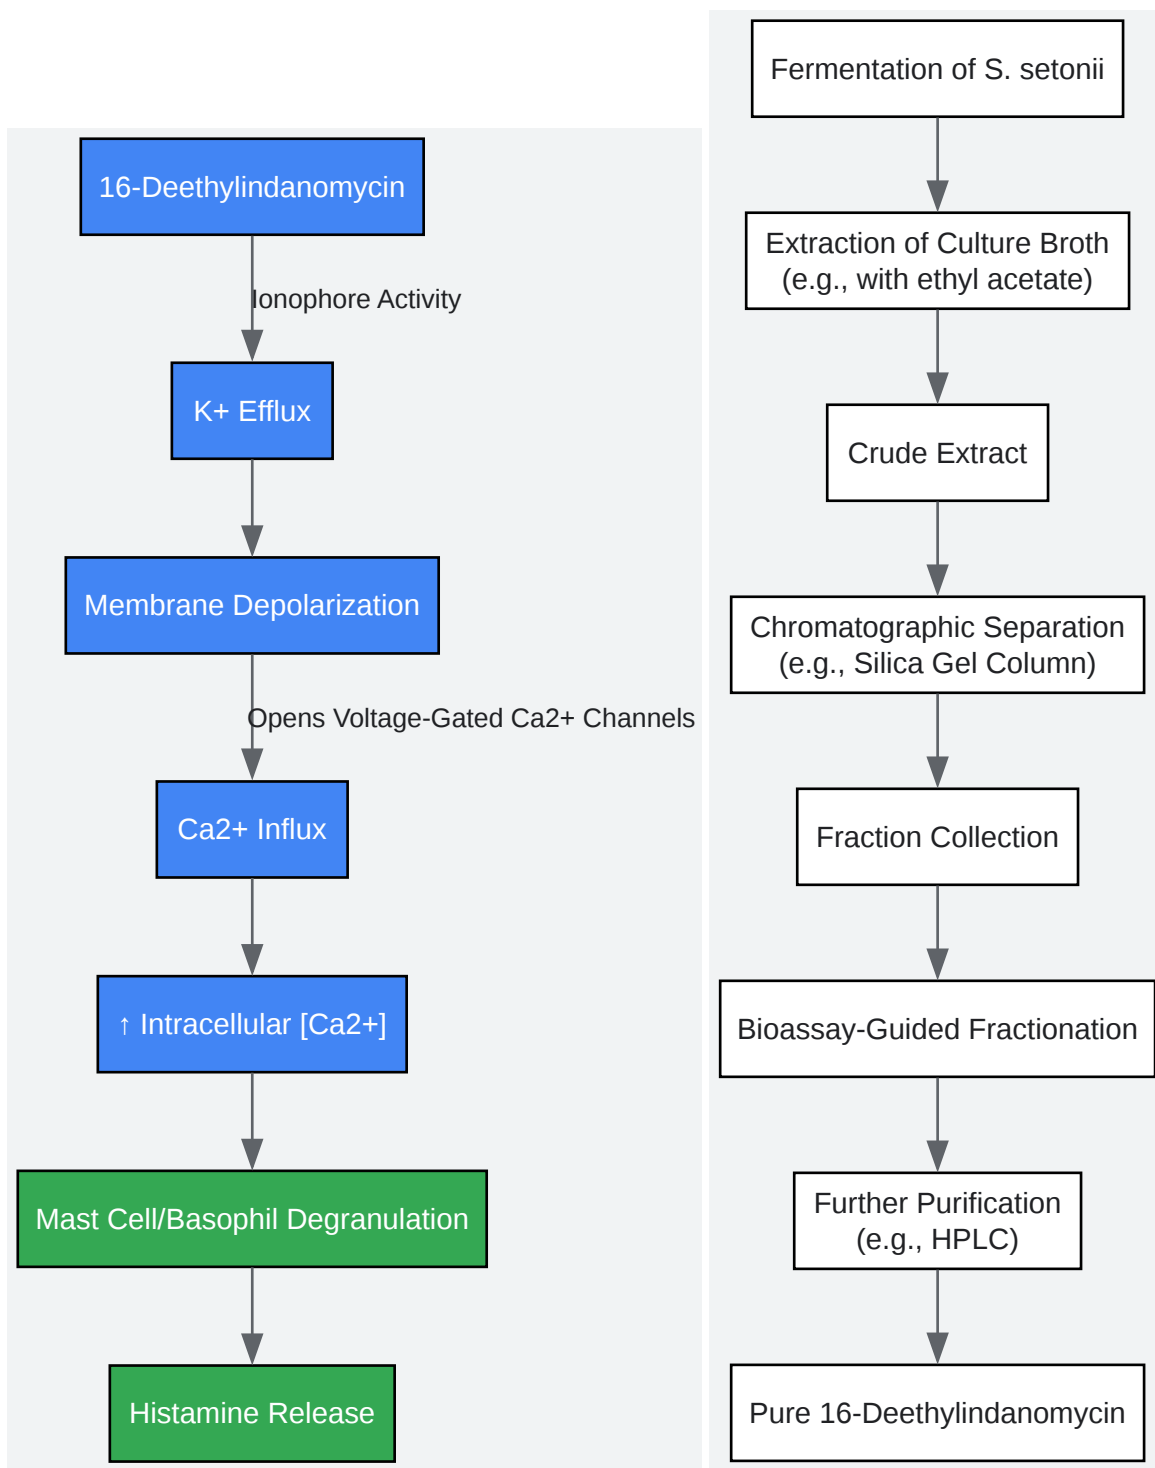 16-Deethylindanomycin
Ionophore Activity
K+ Efflux
Membrane Depolarization
Opens Voltage-Gated Ca2+ Channels
Ca2+ Influx
↑ Intracellular [Ca2+]
Mast Cell/Basophil Degranulation
Histamine Release
Fermentation of S. setonii
Extraction of Culture Broth
(e.g., with ethyl acetate)
Crude Extract
Chromatographic Separation
(e.g., Silica Gel Column)
Fraction Collection
Bioassay-Guided Fractionation
Further Purification
(e.g., HPLC)
Pure 16-Deethylindanomycin